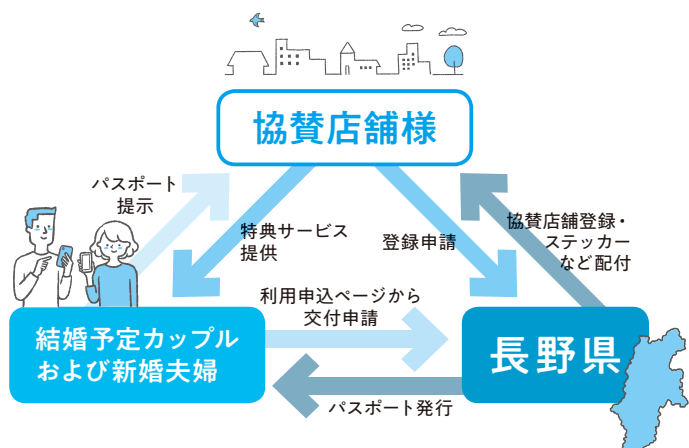 協賛店舗様
パスポート
提示
特典サービス
提供
登録申請
協賛店舗登録・
ステッカー
など配付
利用申込ページから
交付申請
結婚予定カップル
および新婚夫婦
長野県
パスポート発行